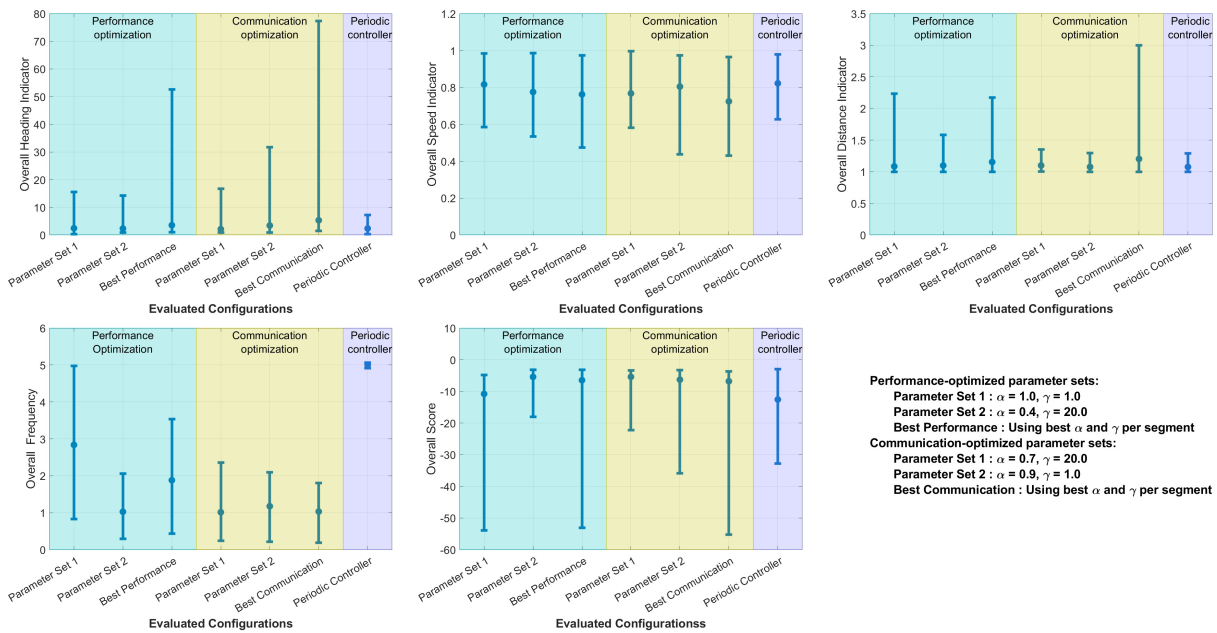 Performance
optimization
Communication
optimization
Periodic
controller
80
70
60
50
40
30
20
10
0
Overall Heading Indicator
Parameter Set 1
Parameter Set 2
Best Performance
Parameter Set 1
Parameter Set 2
Best Communication
Periodic Controller
Evaluated Configurations
Performance
optimization
Communication
optimization
Periodic
controller
1.2
1
0.8
0.6
0.4
0.2
0
Overall Speed Indicator
Parameter Set 1
Parameter Set 2
Best Performance
Parameter Set 1
Parameter Set 2
Best Communication
Periodic Controller
Evaluated Configurations
Performance
optimization
Communication
optimization
Periodic
controller
3.5
3
2.5
2
1.5
1
0.5
0
Overall Distance Indicator
Parameter Set 1
Parameter Set 2
Best Performance
Parameter Set 1
Parameter Set 2
Best Communication
Periodic Controller
Evaluated Configurations
Performance
Optimization
Communication
optimization
Periodic
controller
6
5
4
3
2
1
0
Overall Frequency
Parameter Set 1
Parameter Set 2
Best Performance
Parameter Set 1
Parameter Set 2
Best Communication
Periodic Controller
Evaluated Configurations
Performance
optimization
Communication
optimization
Periodic
controller
10
0
-10
-20
-30
-40
-50
-60
Overall Score
Parameter Set 1
Parameter Set 2
Best Performance
Parameter Set 1
Parameter Set 2
Best Communication
Periodic Controller
Evaluated Configurationss
Performance-optimized parameter sets:
Parameter Set 1 : α = 1.0, γ = 1.0
Parameter Set 2 : α = 0.4, γ = 20.0
Best Performance : Using best α and γ per segment
Communication-optimized parameter sets:
Parameter Set 1 : α = 0.7, γ = 20.0
Parameter Set 2 : α = 0.9, γ = 1.0
Best Communication : Using best α and γ per segment